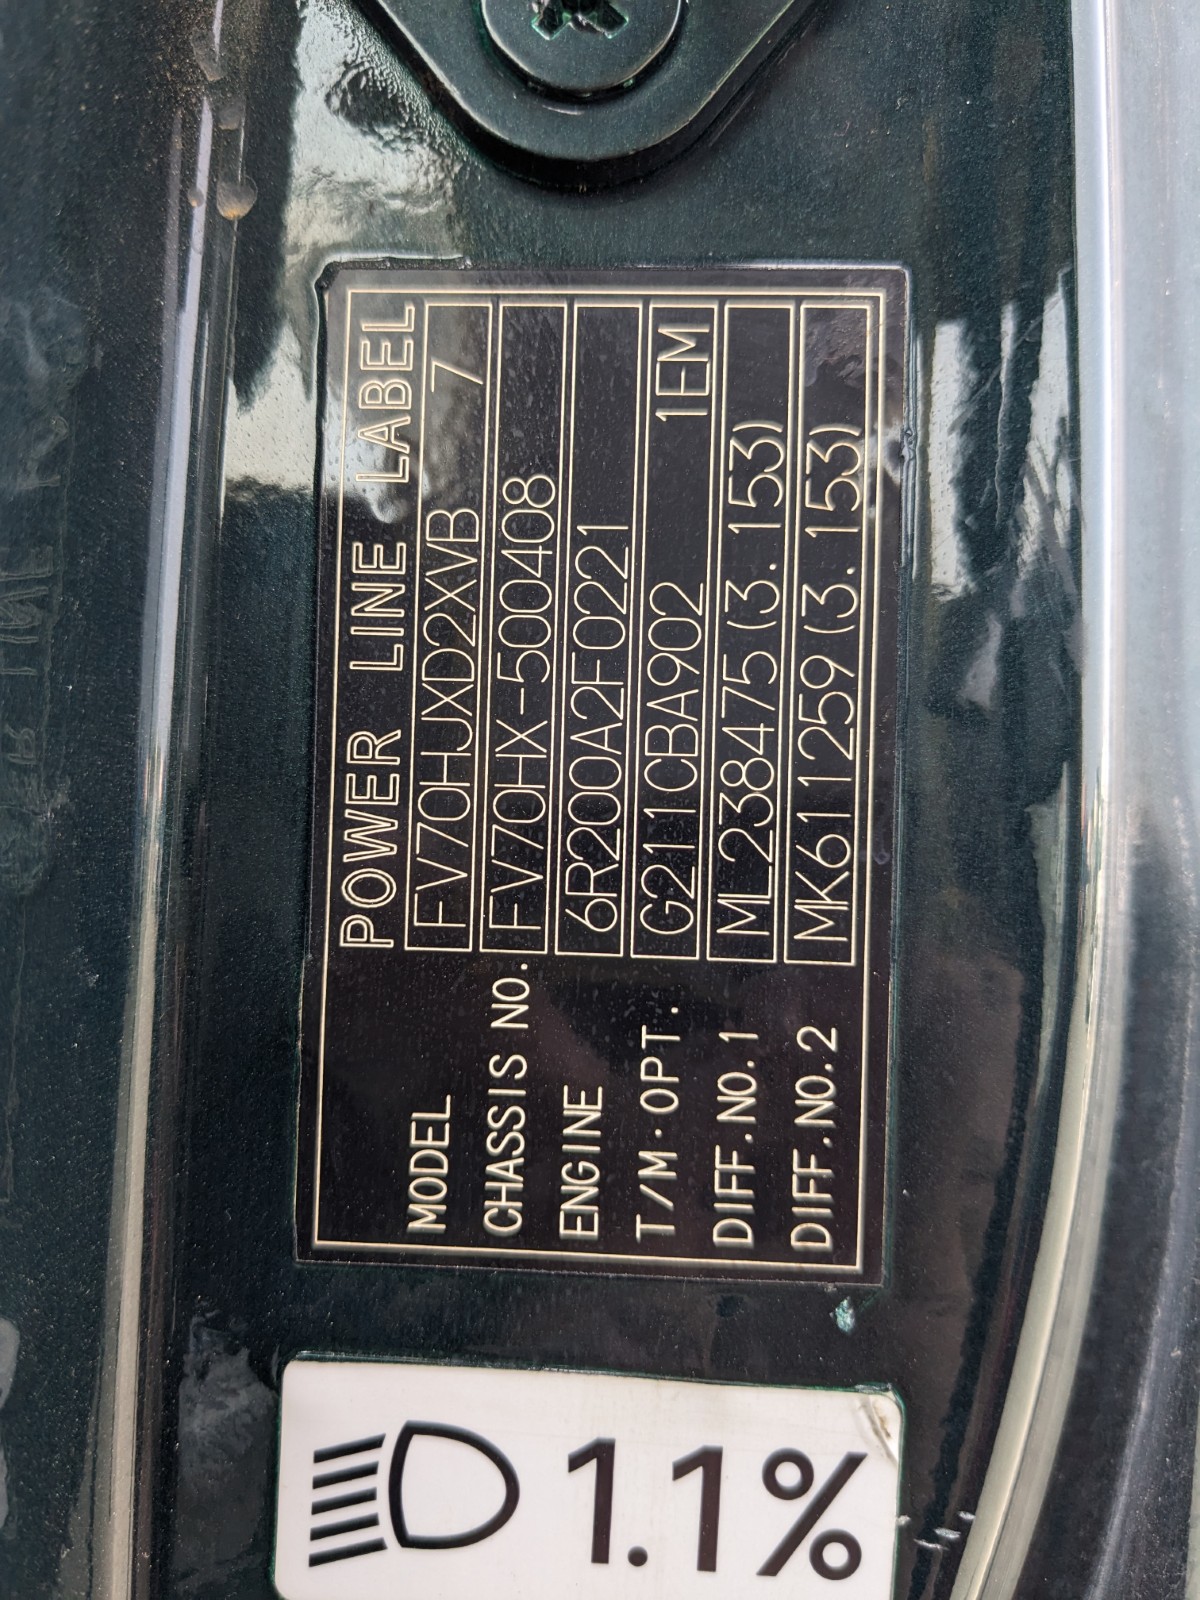 POWER LINE LABEL
MODEL FV70HJXD2XVB 7
CHASSIS NO. FV70HX-500408
ENGINE 6R200A2F0221
T/M·OPT. G211CBA902 1EM
DIFF.NO.1 ML238475(3.153)
DIFF.NO.2 MK611259(3.153)
1.1%